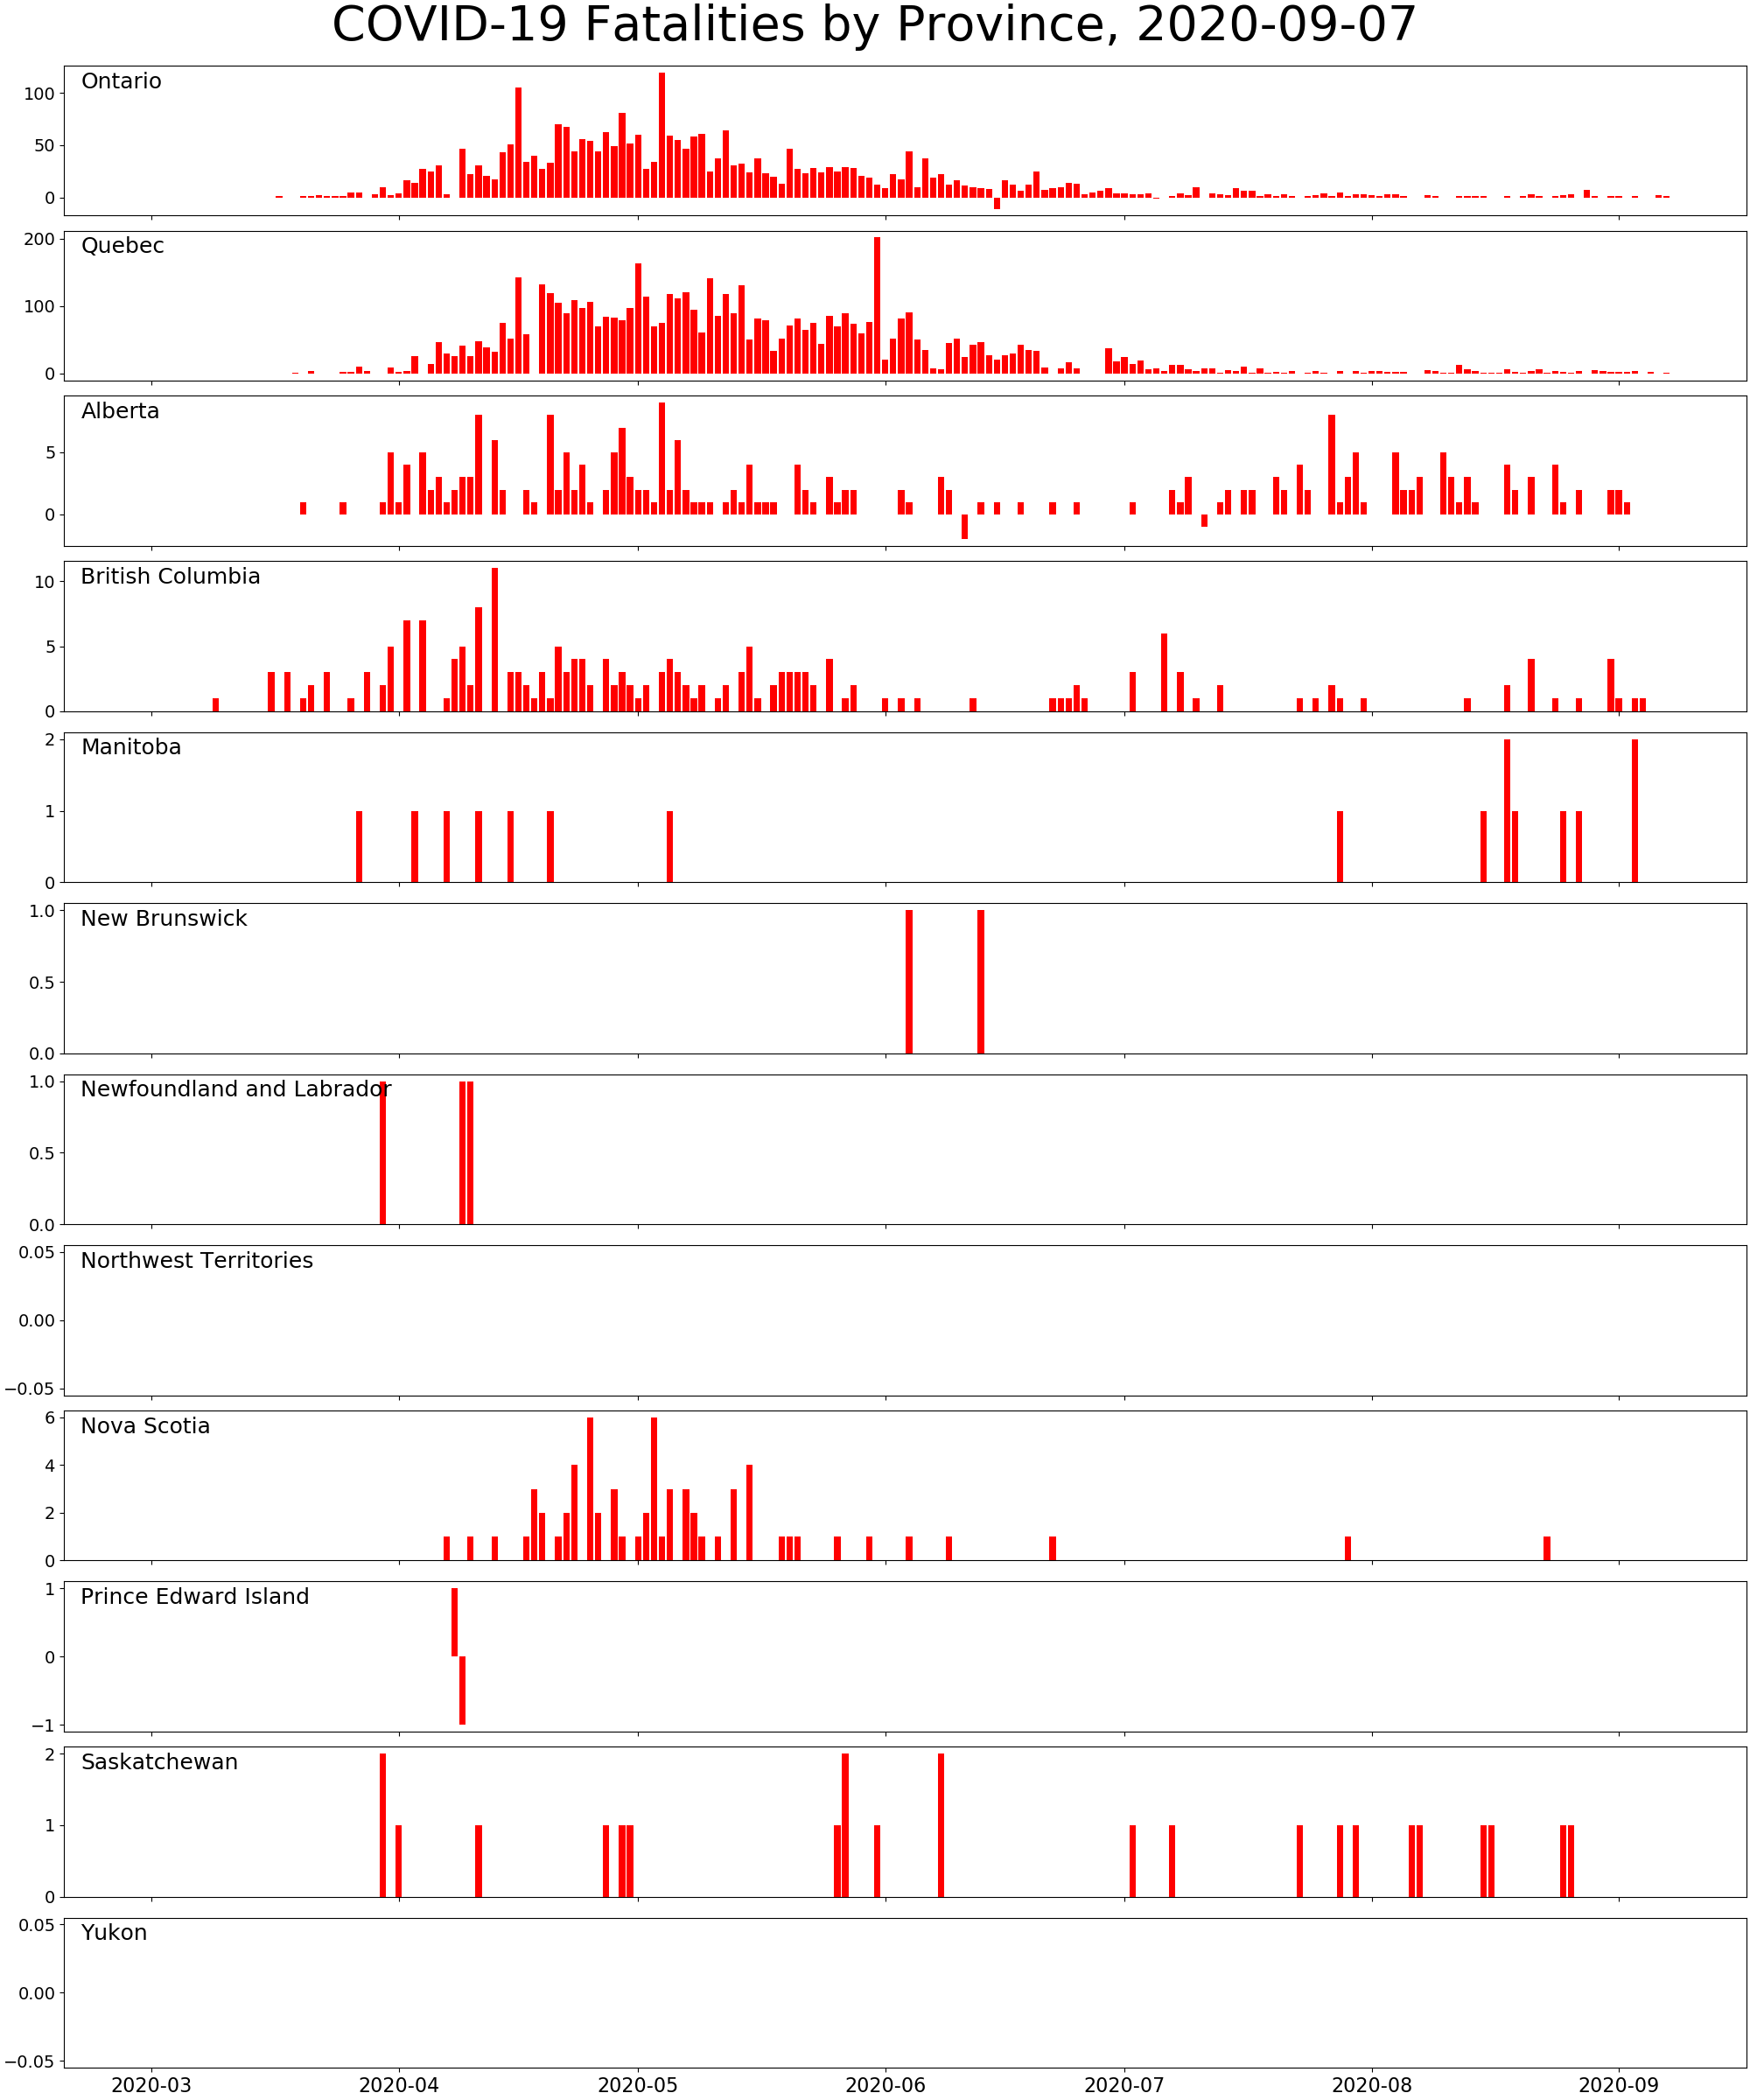 COVID-19 Fatalities by Province, 2020-09-07
Ontario
100
50
0
Quebec
200
100
0
Alberta
5
0
British Columbia
10
5
0
Manitoba
2
1
0
New Brunswick
1.0
0.5
0.0
Newfoundland and Labrador
1.0
0.5
0.0
Northwest Territories
0.05
0.00
−0.05
Nova Scotia
6
4
2
0
Prince Edward Island
1
0
−1
Saskatchewan
2
1
0
Yukon
0.05
0.00
−0.05
2020-03 2020-04 2020-05 2020-06 2020-07 2020-08 2020-09